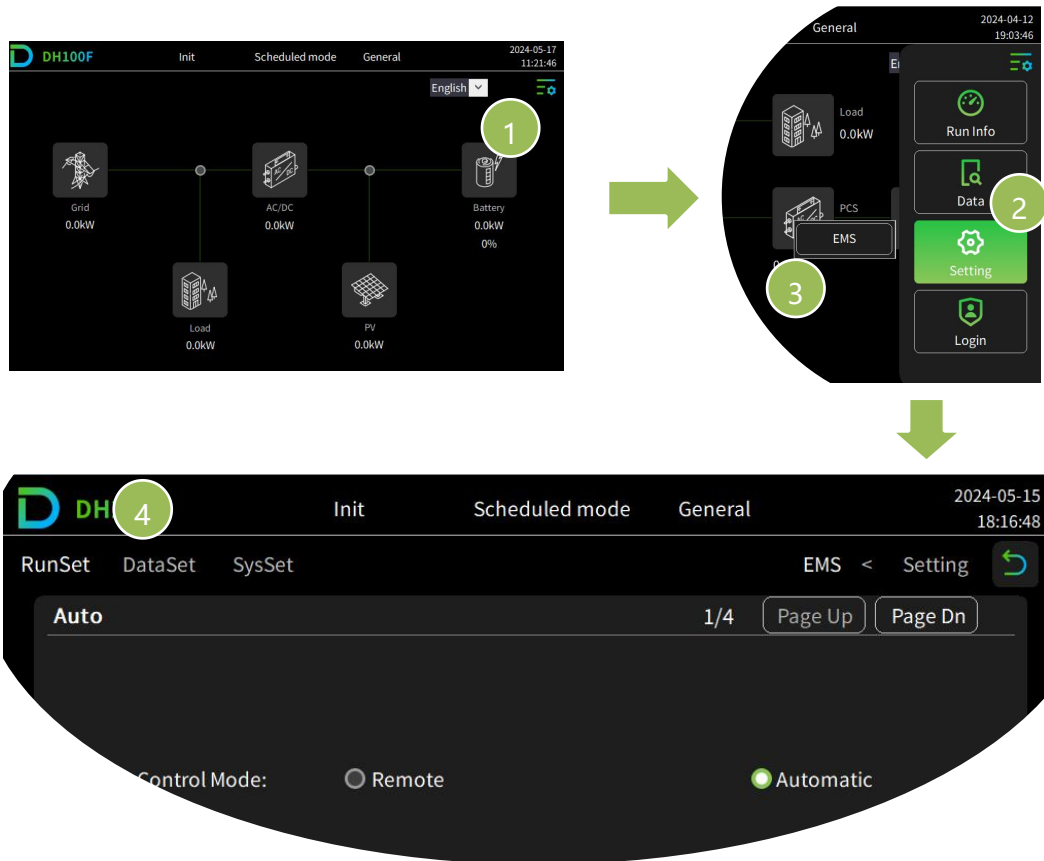 DH100F Init Scheduled mode General 2024-05-17
11:21:46
English
1
Grid
0.0kW
AC/DC
0.0kW
Battery
0.0kW
0%
Load
0.0kW
PV
0.0kW
General 2024-04-12
19:03:46
Load
0.0kW
PCS
EMS
3
Run Info
Data
2
Setting
Login
DH 4 Init Scheduled mode General 2024-05-15
18:16:48
RunSet DataSet SysSet EMS < Setting
Auto 1/4 Page Up Page Dn
Control Mode: Remote Automatic